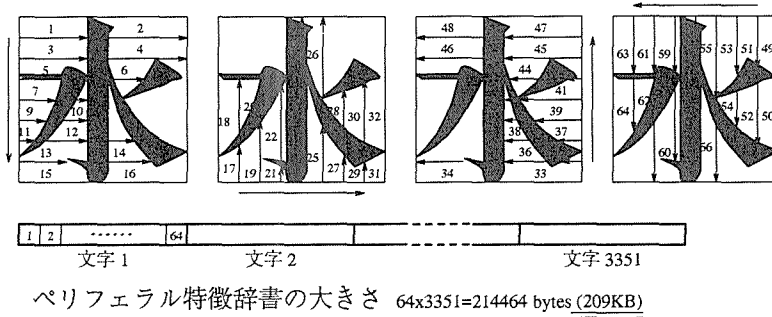 1 2 3 4 5 6 7 8 9 10 11 12 13 14 15 16
17 18 19 20 21 22 25 26 27 28 29 30 31 32
33 34 36 37 38 39 41 44 45 46 47 48
49 50 51 52 53 54 55 56 59 60 61 62 63 64
1 2 ...... 64
文字 1 文字 2 文字 3351
ペリフェラル特徴辞書の大きさ 64x3351=214464 bytes (209KB)